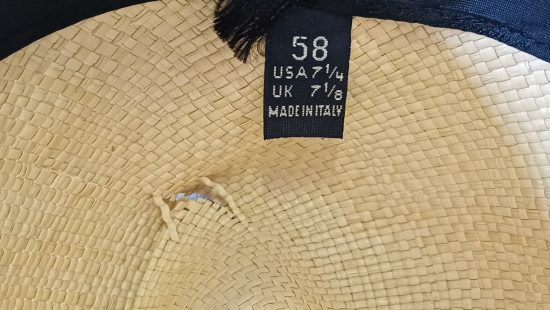 58
USA 7 1/4
UK 7 1/8
MADE IN ITALY